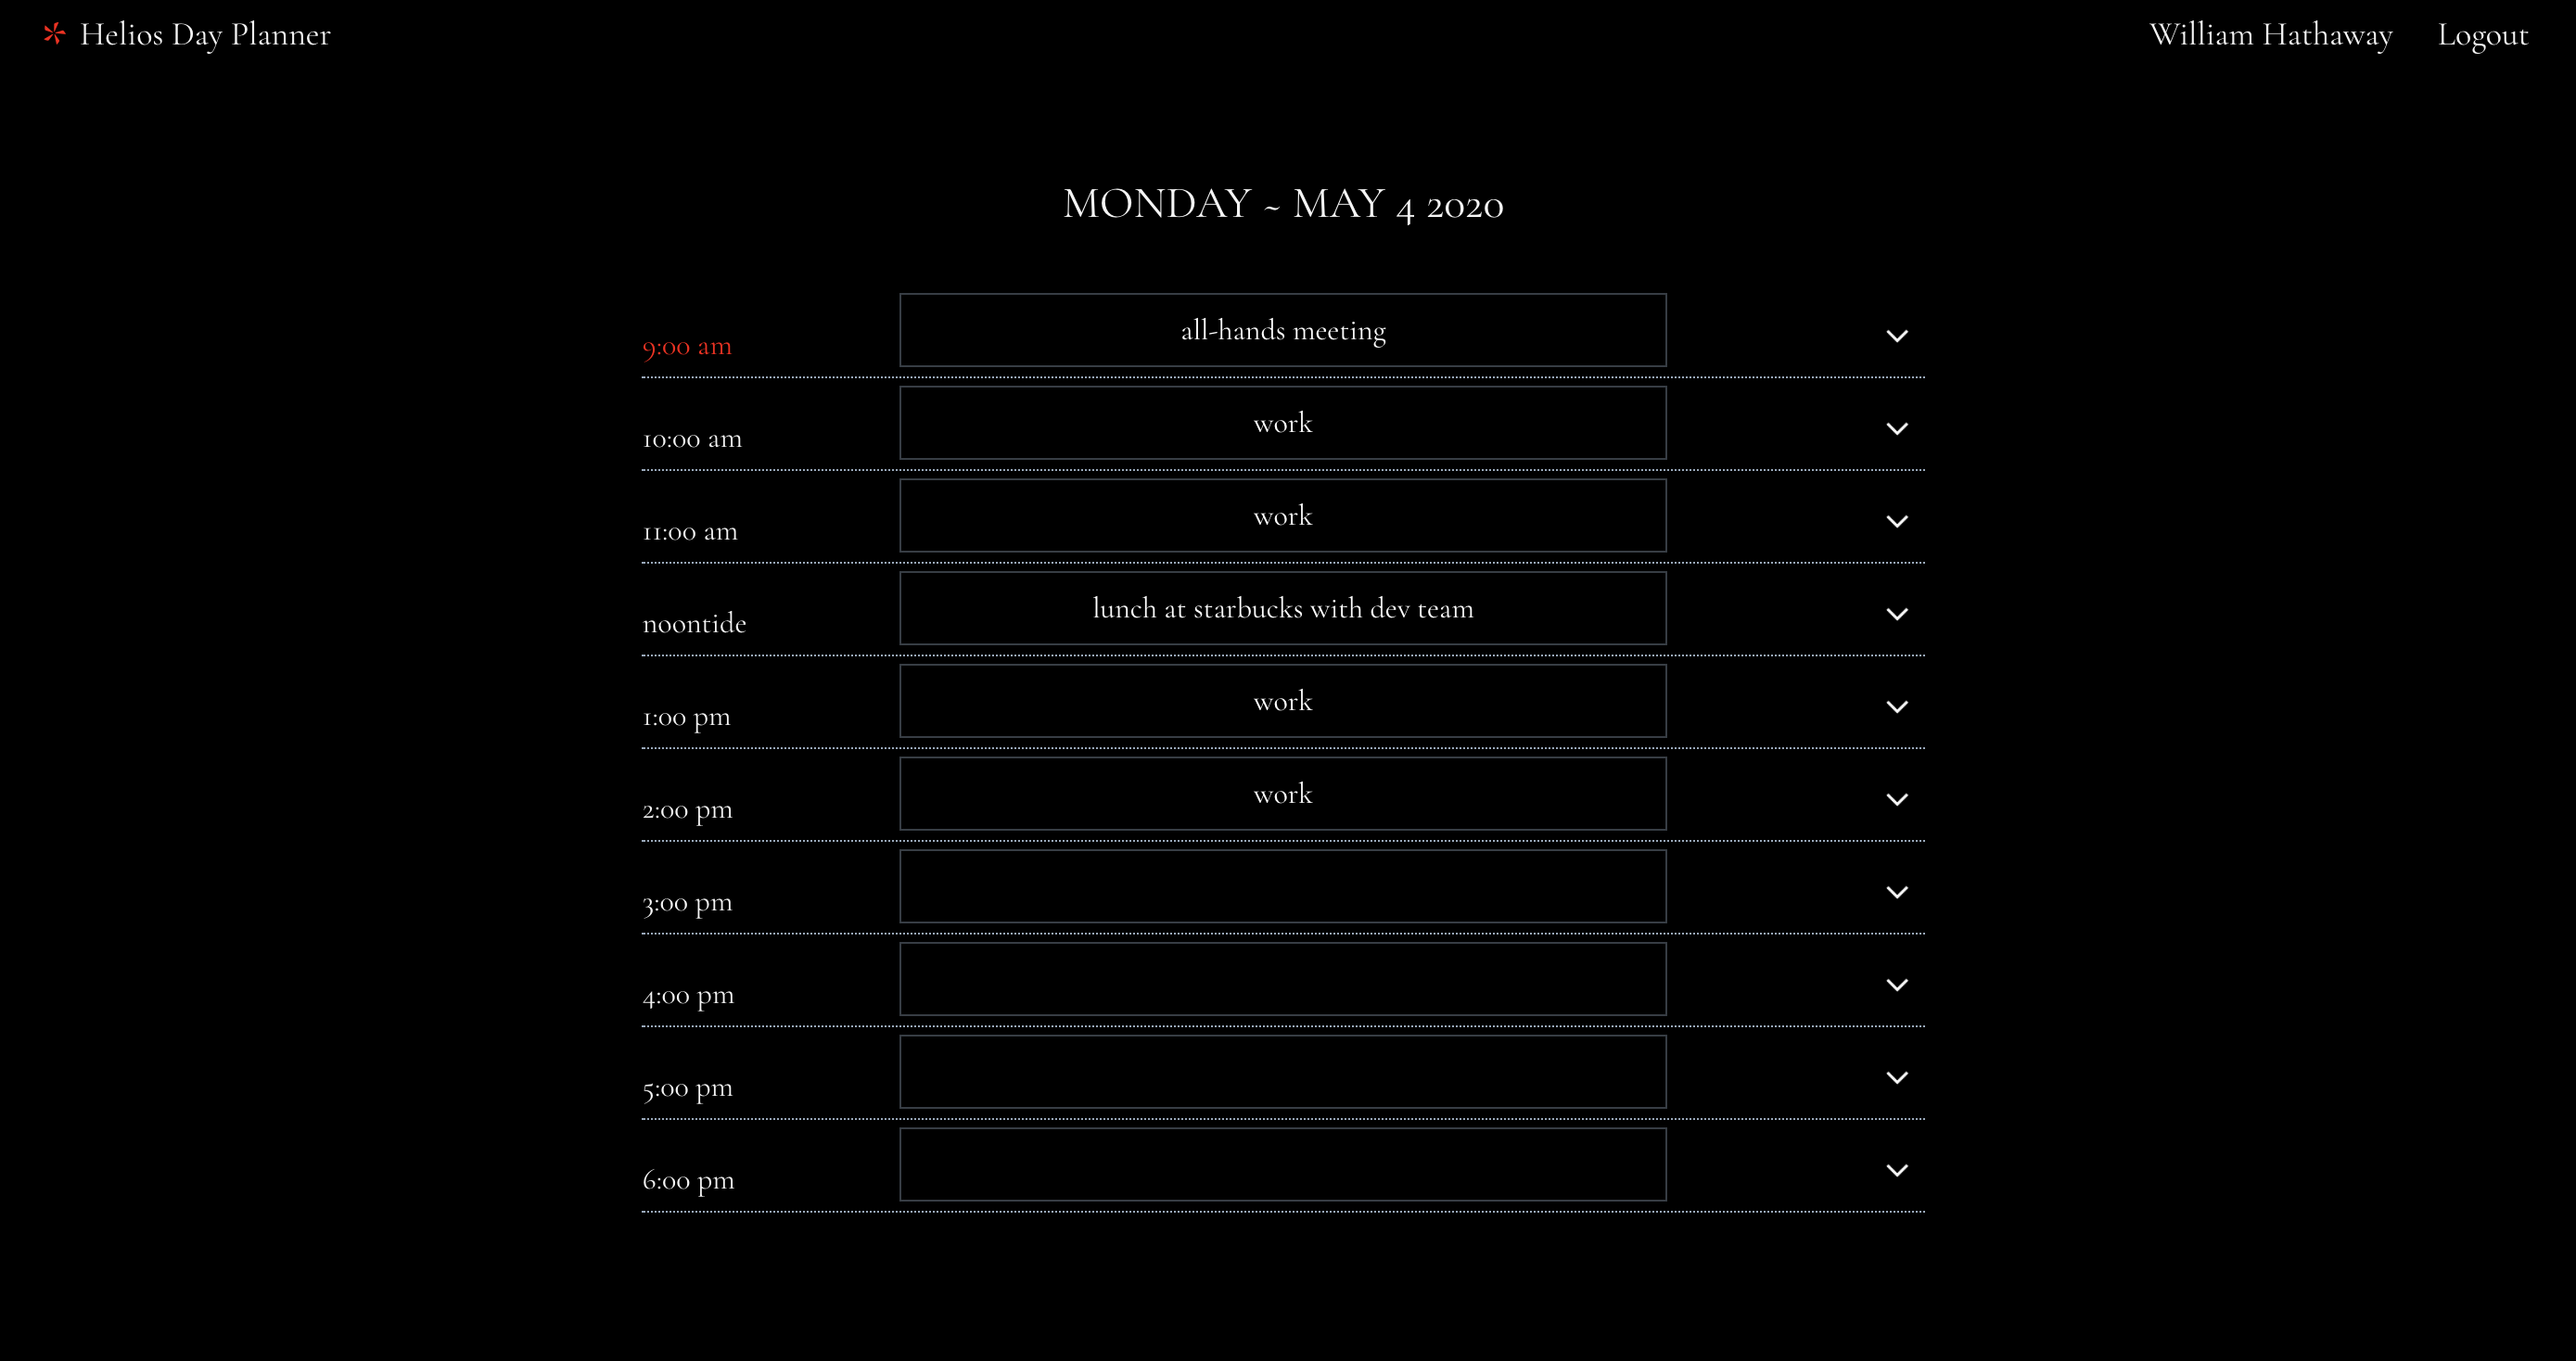 Helios Day Planner
William Hathaway Logout
MONDAY ~ MAY 4 2020
9:00 am all-hands meeting
10:00 am work
11:00 am work
noontide lunch at starbucks with dev team
1:00 pm work
2:00 pm work
3:00 pm
4:00 pm
5:00 pm
6:00 pm